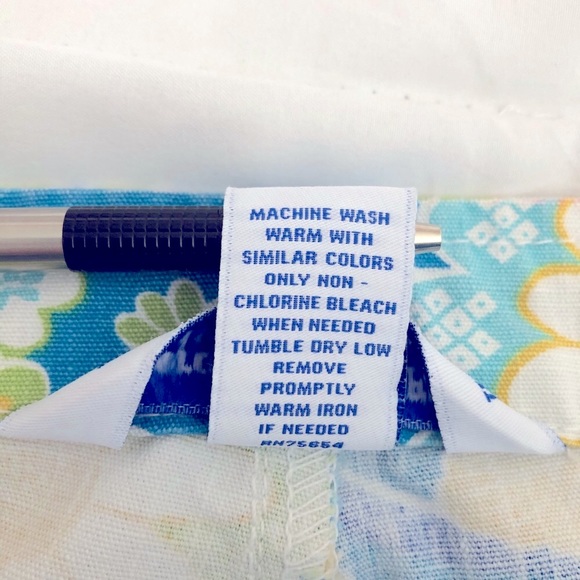 MACHINE WASH
WARM WITH
SIMILAR COLORS
ONLY NON -
CHLORINE BLEACH
WHEN NEEDED
TUMBLE DRY LOW
REMOVE
PROMPTLY
WARM IRON
IF NEEDED
RN75654